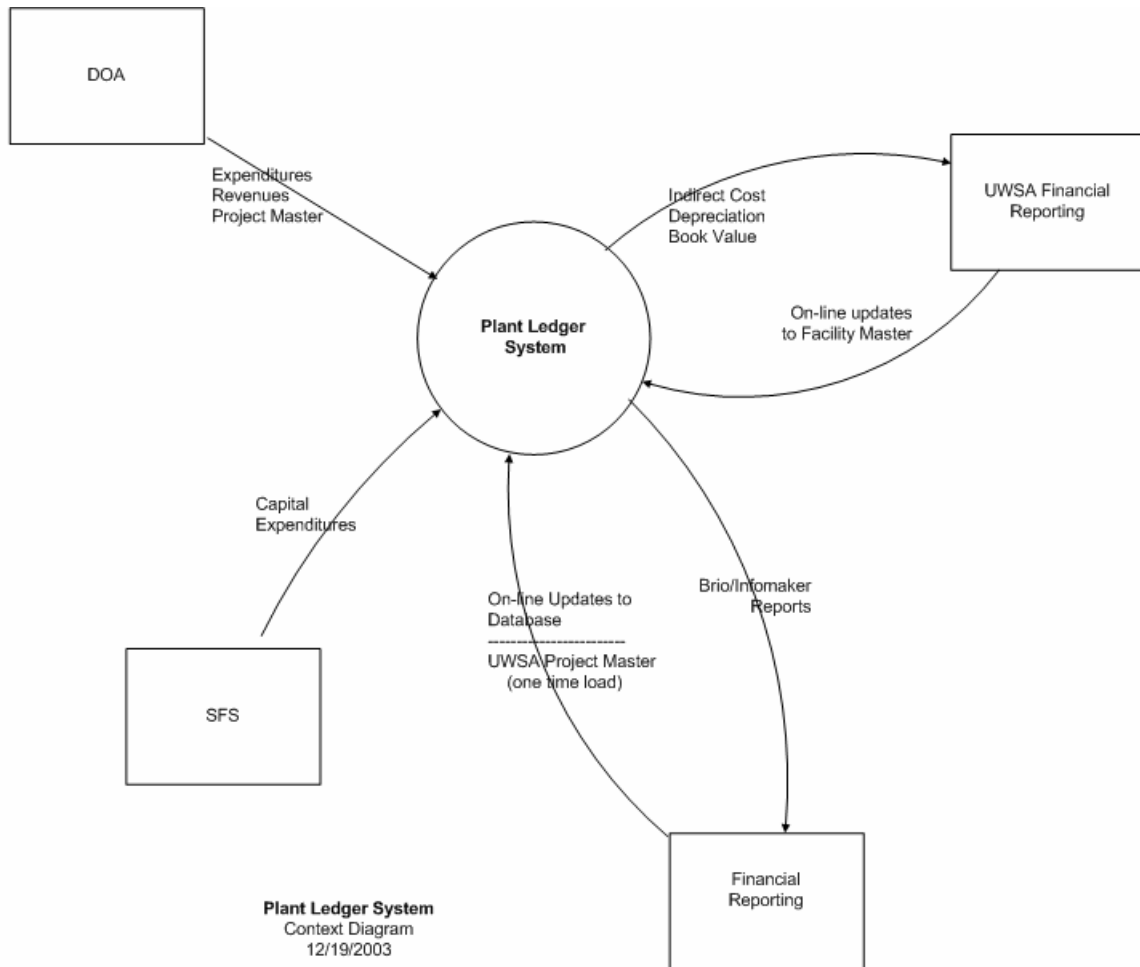 DOA
Expenditures
Revenues
Project Master
Indirect Cost
Depreciation
Book Value
UWSA Financial
Reporting
Plant Ledger
System
On-line updates
to Facility Master
Capital
Expenditures
On-line Updates to
Database
-------------------------
UWSA Project Master
(one time load)
Brio/Infomaker
Reports
SFS
Financial
Reporting
Plant Ledger System
Context Diagram
12/19/2003